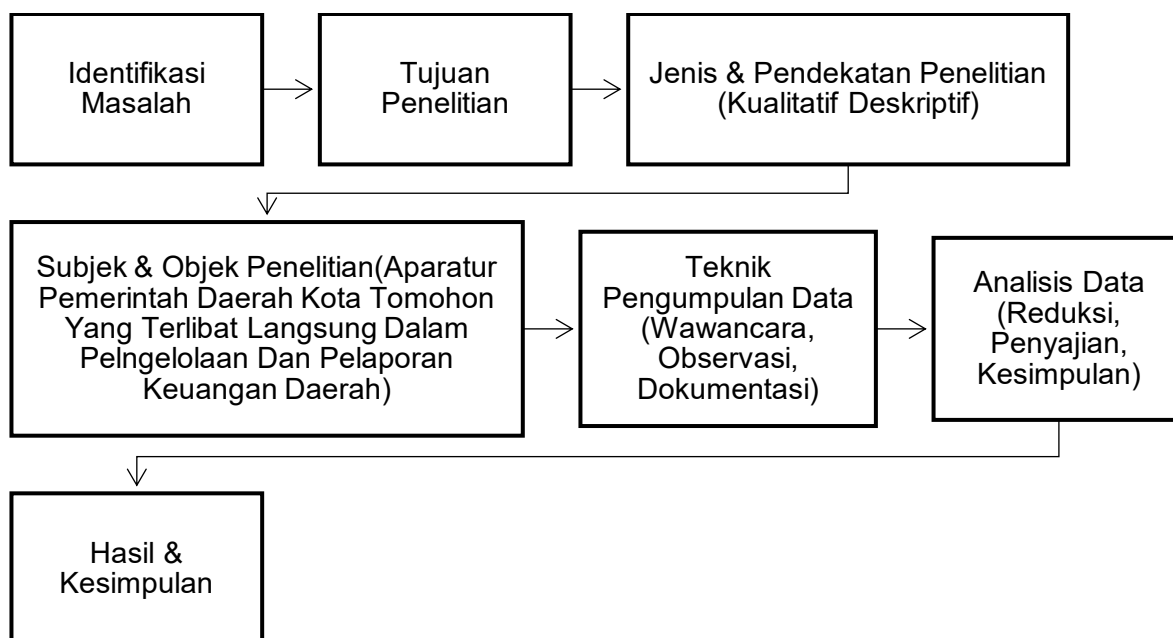 Identifikasi
Masalah
Tujuan
Penelitian
Jenis & Pendekatan Penelitian
(Kualitatif Deskriptif)
Subjek & Objek Penelitian(Aparatur
Pemerintah Daerah Kota Tomohon
Yang Terlibat Langsung Dalam
Pelngelolaan Dan Pelaporan
Keuangan Daerah)
Teknik
Pengumpulan Data
(Wawancara,
Observasi,
Dokumentasi)
Analisis Data
(Reduksi,
Penyajian,
Kesimpulan)
Hasil &
Kesimpulan